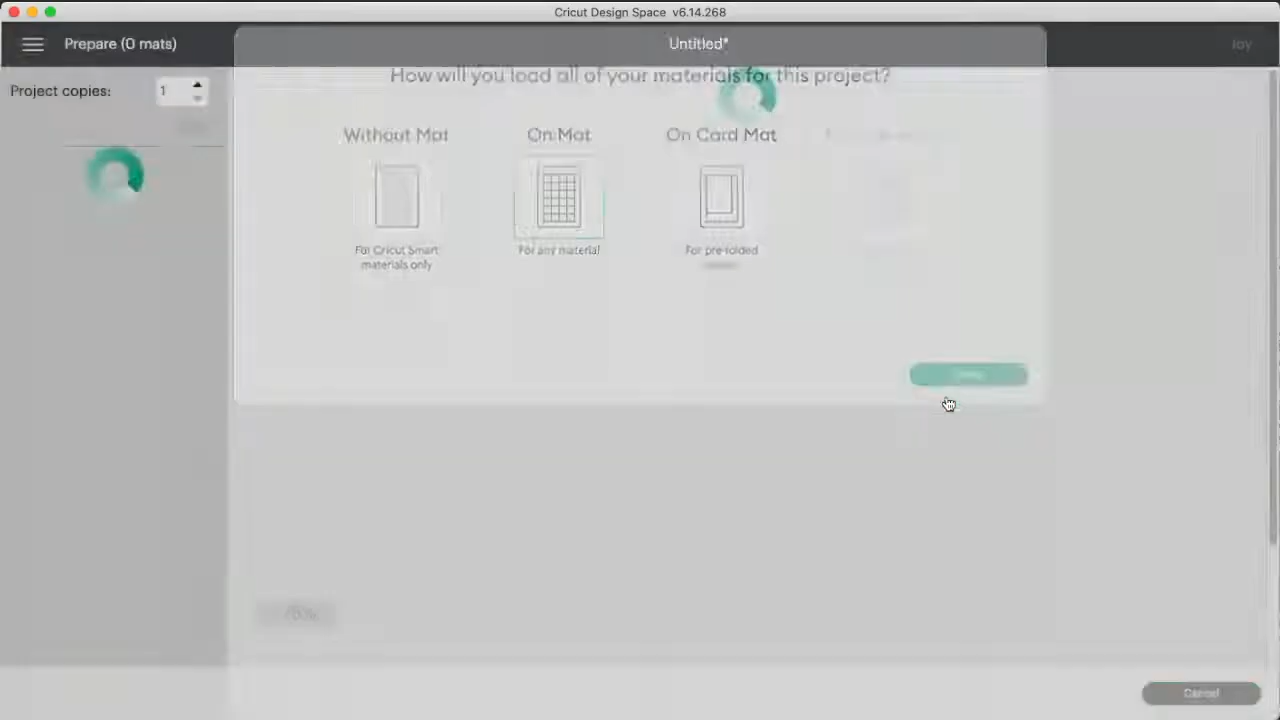 Cricut Design Space v6.14.268
Prepare (0 mats)
Untitled*
Joy
Project copies:
1
How will you load all of your materials for this project?
Without Mat
On Mat
On Card Mat
For Cricut Smart
materials only
For any material
For pre-folded
75%
Cancel